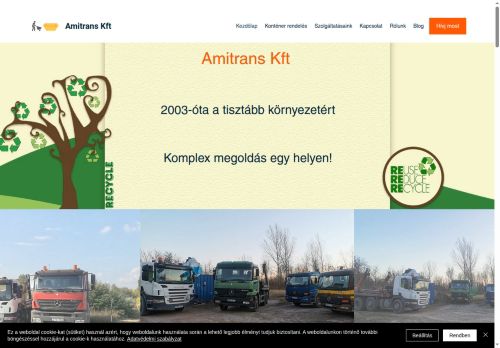 Amitrans Kft
Kezdőlap Konténer rendelés Szolgáltatásaink Kapcsolat Rólunk Blog Hívj most
Amitrans Kft
2003-óta a tisztább környezetért
Komplex megoldás egy helyen!
RECYCLE
REUSE
REDUCE
RECYCLE
Ez a weboldal cookie-kat (sütiket) használ azért, hogy weboldalunk használata során a lehető legjobb élményt tudjuk biztosítani. A weboldalunkon történő további
böngészéssel hozzájárul a cookie-k használatához. Adatvédelmi szabályzat
Beállítás Rendben